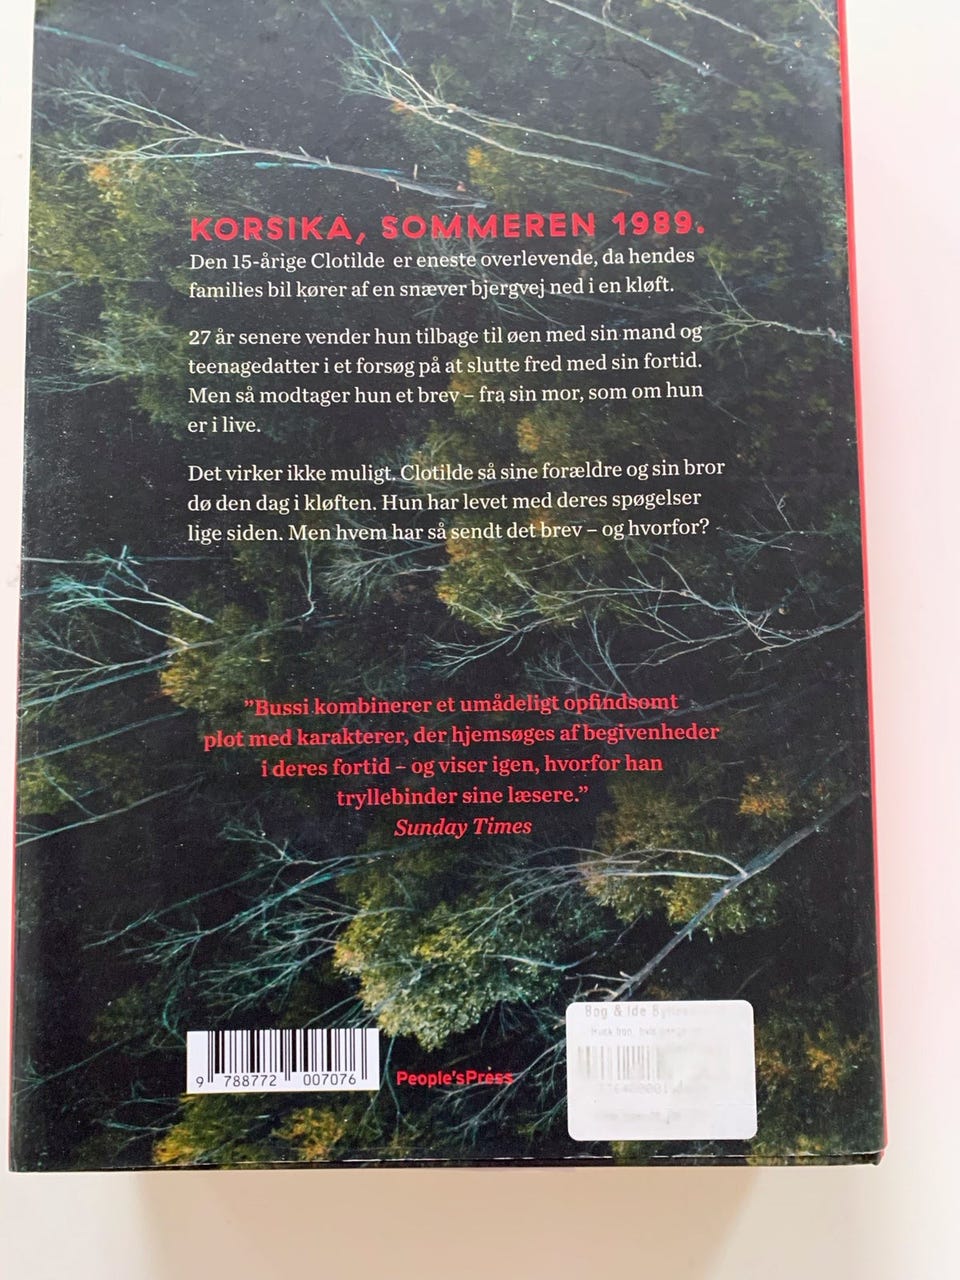 KORSIKA, SOMMEREN 1989.
Den 15-årige Clotilde er eneste overlevende, da hendes
families bil kører af en snæver bjergvej ned i en kløft.
27 år senere vender hun tilbage til øen med sin mand og
teenagedatter i et forsøg på at slutte fred med sin fortid.
Men så modtager hun et brev – fra sin mor, som om hun
er i live.
Det virker ikke muligt. Clotilde så sine forældre og sin bror
dø den dag i kløften. Hun har levet med deres spøgelser
lige siden. Men hvem har så sendt det brev – og hvorfor?
”Bussi kombinerer et umådeligt opfindsomt
plot med karakterer, der hjemsøges af begivenheder
i deres fortid – og viser igen, hvorfor han
tryllebinder sine læsere.”
Sunday Times
Bog & Ide
9 788772 007076
People'sPress